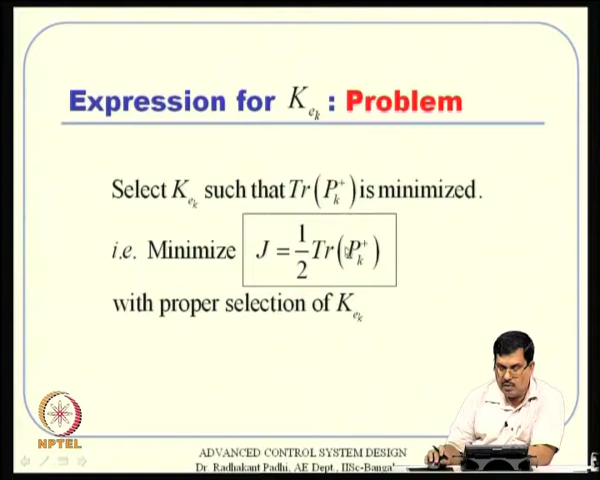 Expression for K_{e_k} : Problem
Select K_{e_k} such that Tr(P_k^+) is minimized.
i.e. Minimize J = \frac{1}{2} Tr(P_k^+)
with proper selection of K_{e_k}
NPTEL
ADVANCED CONTROL SYSTEM DESIGN
Dr. Radhakant Padhi, AE Dept., IISc-Banga